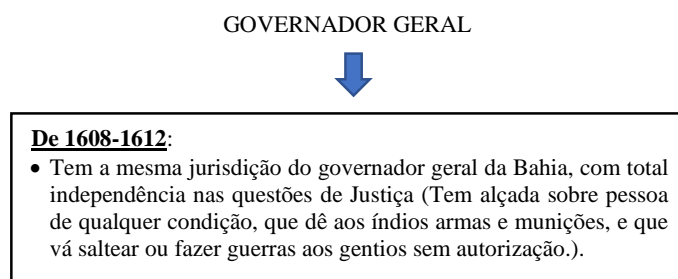 GOVERNADOR GERAL
De 1608-1612:
• Tem a mesma jurisdição do governador geral da Bahia, com total
independência nas questões de Justiça (Tem alçada sobre pessoa
de qualquer condição, que dê aos índios armas e munições, e que
vá saltear ou fazer guerras aos gentios sem autorização.).